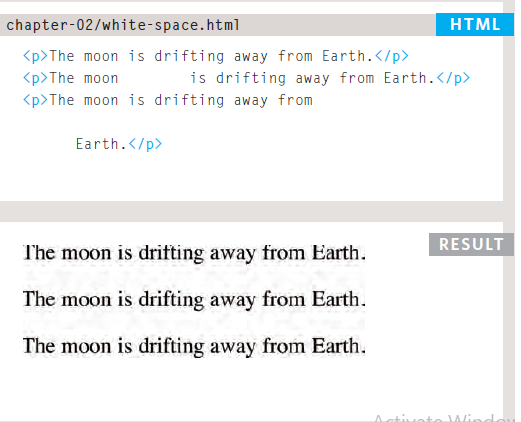 chapter-02/white-space.html HTML
<p>The moon is drifting away from Earth.</p>
<p>The moon        is drifting away from Earth.</p>
<p>The moon is drifting away from
Earth.</p>
RESULT
The moon is drifting away from Earth.
The moon is drifting away from Earth.
The moon is drifting away from Earth.